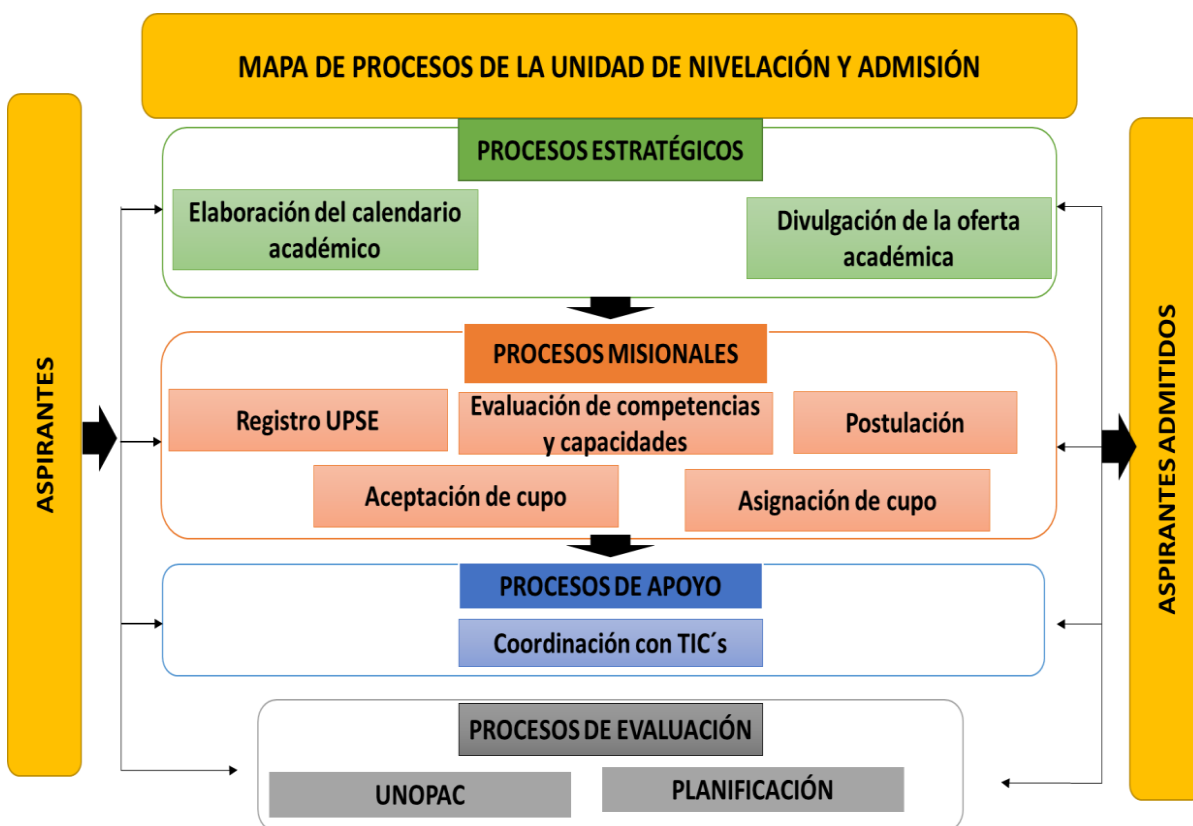 MAPA DE PROCESOS DE LA UNIDAD DE NIVELACIÓN Y ADMISIÓN
ASPIRANTES
PROCESOS ESTRATÉGICOS
Elaboración del calendario
académico
Divulgación de la oferta
académica
PROCESOS MISIONALES
Registro UPSE
Evaluación de competencias
y capacidades
Postulación
Aceptación de cupo
Asignación de cupo
PROCESOS DE APOYO
Coordinación con TIC´s
PROCESOS DE EVALUACIÓN
UNOPAC
PLANIFICACIÓN
ASPIRANTES ADMITIDOS